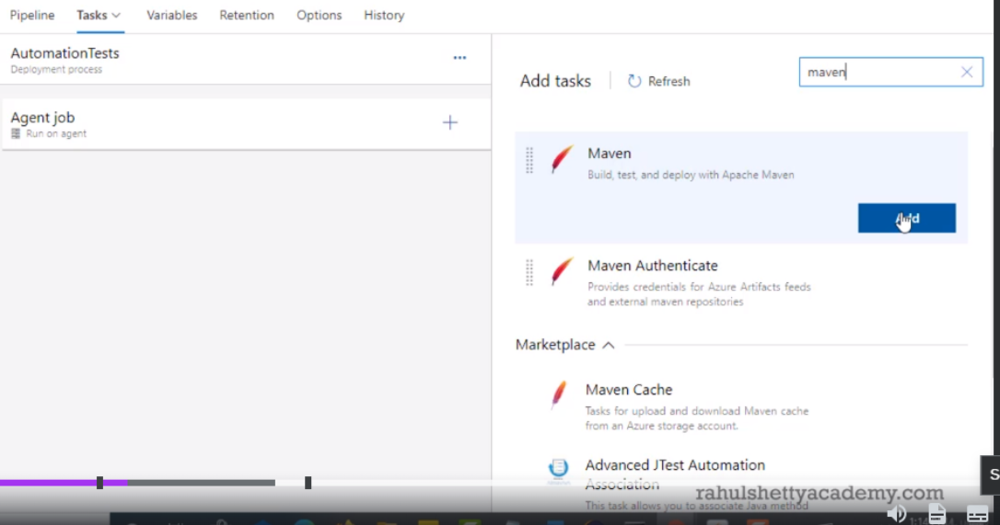 Pipeline Tasks Variables Retention Options History
AutomationTests
Deployment process
Agent job
Run on agent
Add tasks
Refresh
maven
Maven
Build, test, and deploy with Apache Maven
Add
Maven Authenticate
Provides credentials for Azure Artifacts feeds
and external maven repositories
Marketplace
Maven Cache
Tasks for upload and download Maven cache
from an Azure storage account.
Advanced JTest Automation
Association
This task allows you to associate Java method
rahulshettyacademy.com
S